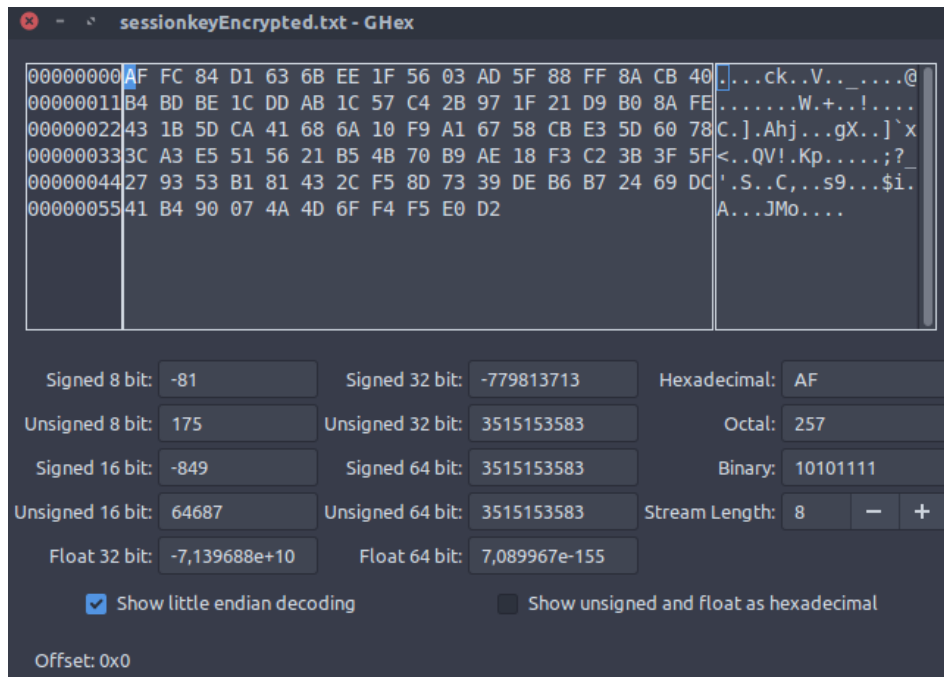 sessionkeyEncrypted.txt - GHex
00000000 AF FC 84 D1 63 6B EE 1F 56 03 AD 5F 88 FF 8A CB 40 ....ck..V.._....@
00000011 B4 BD BE 1C DD AB 1C 57 C4 2B 97 1F 21 D9 B0 8A FE .......W.+..!....
00000022 43 1B 5D CA 41 68 6A 10 F9 A1 67 58 CB E3 5D 60 78 C.].Ahj...gX..]`x
00000033 3C A3 E5 51 56 21 B5 4B 70 B9 AE 18 F3 C2 3B 3F 5F <..QV!.Kp.....;?_
00000044 27 93 53 B1 81 43 2C F5 8D 73 39 DE B6 B7 24 69 DC '.S..C,..s9...$i.
00000055 41 B4 90 07 4A 4D 6F F4 F5 E0 D2 A...JMo....
Signed 8 bit: -81 Signed 32 bit: -779813713 Hexadecimal: AF
Unsigned 8 bit: 175 Unsigned 32 bit: 3515153583 Octal: 257
Signed 16 bit: -849 Signed 64 bit: 3515153583 Binary: 10101111
Unsigned 16 bit: 64687 Unsigned 64 bit: 3515153583 Stream Length: 8 − +
Float 32 bit: -7,139688e+10 Float 64 bit: 7,089967e-155
Show little endian decoding Show unsigned and float as hexadecimal
Offset: 0x0